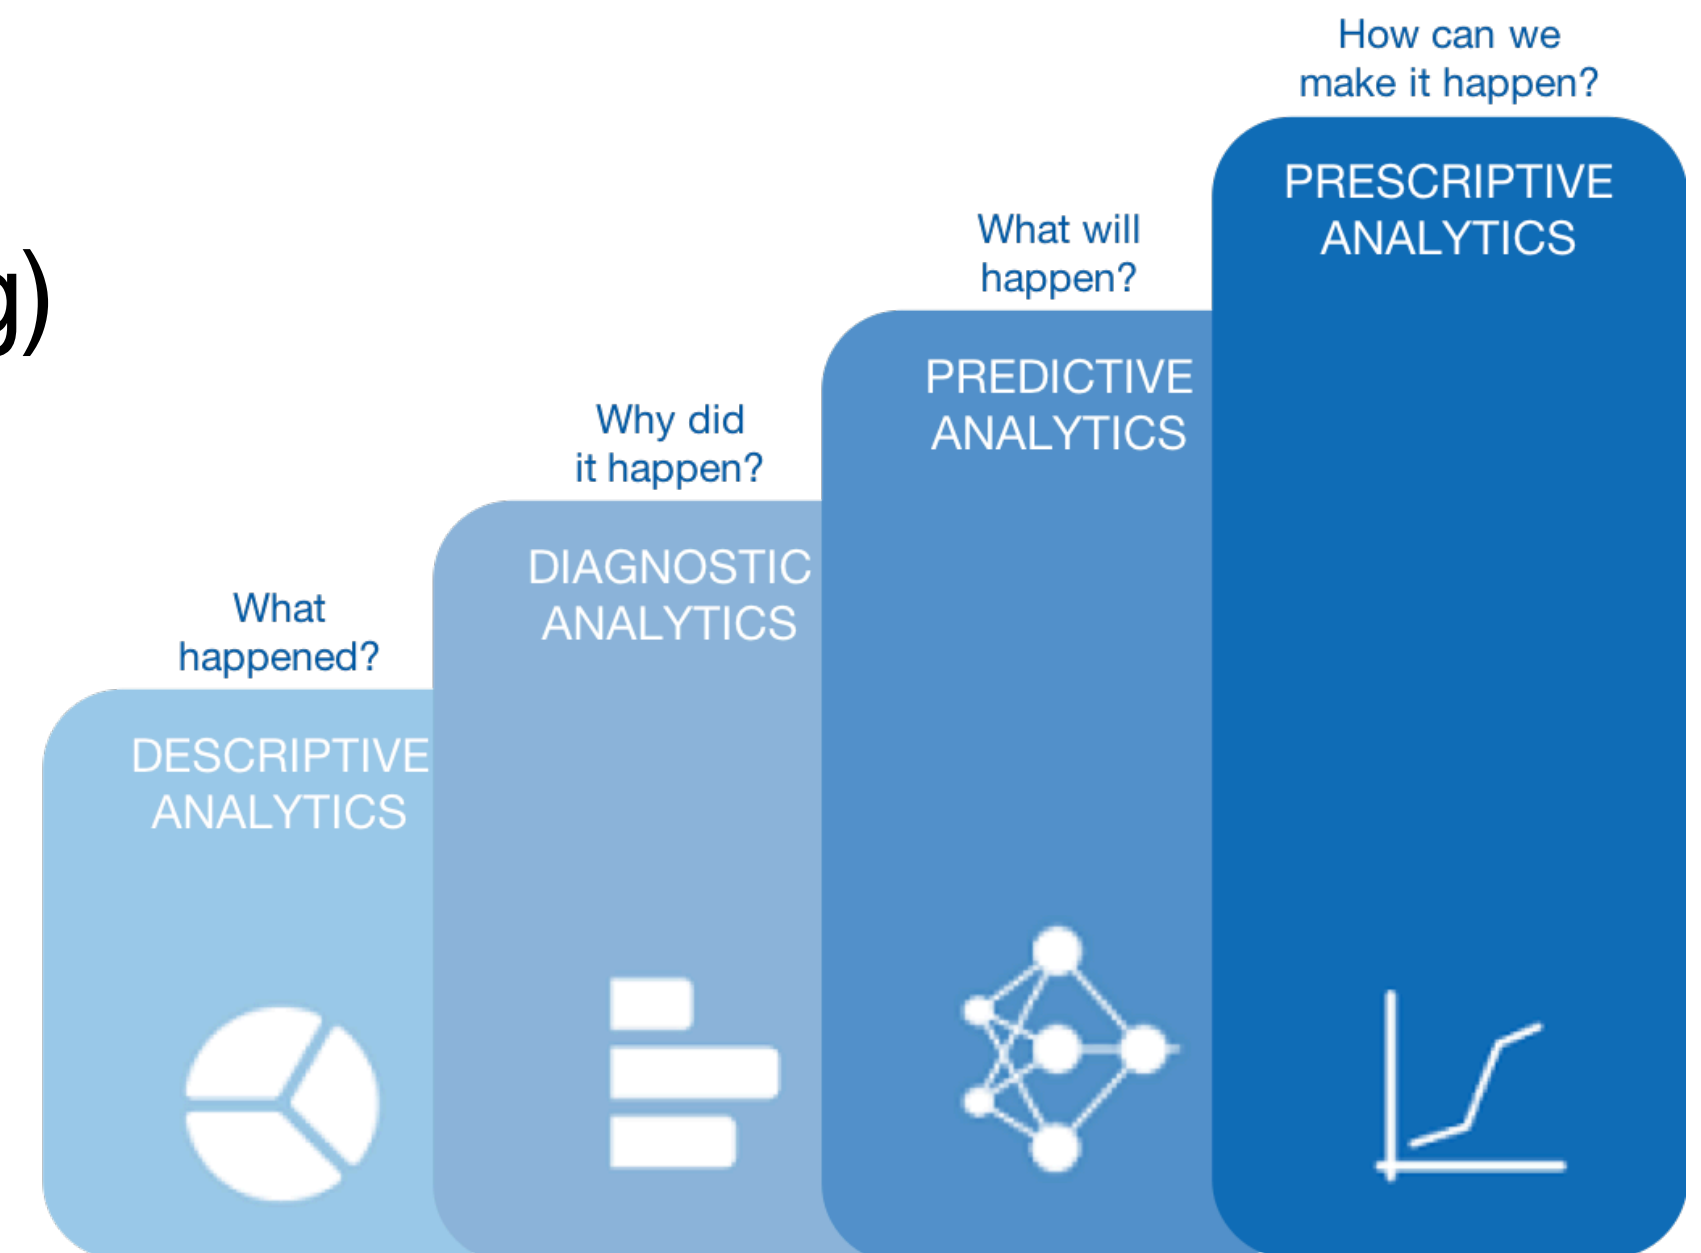 How can we
make it happen?
PRESCRIPTIVE
ANALYTICS
What will
happen?
g)
PREDICTIVE
ANALYTICS
Why did
it happen?
DIAGNOSTIC
ANALYTICS
What
happened?
DESCRIPTIVE
ANALYTICS